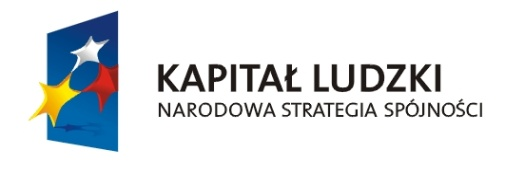 KAPITAŁ LUDZKI
NARODOWA STRATEGIA SPÓJNOŚCI